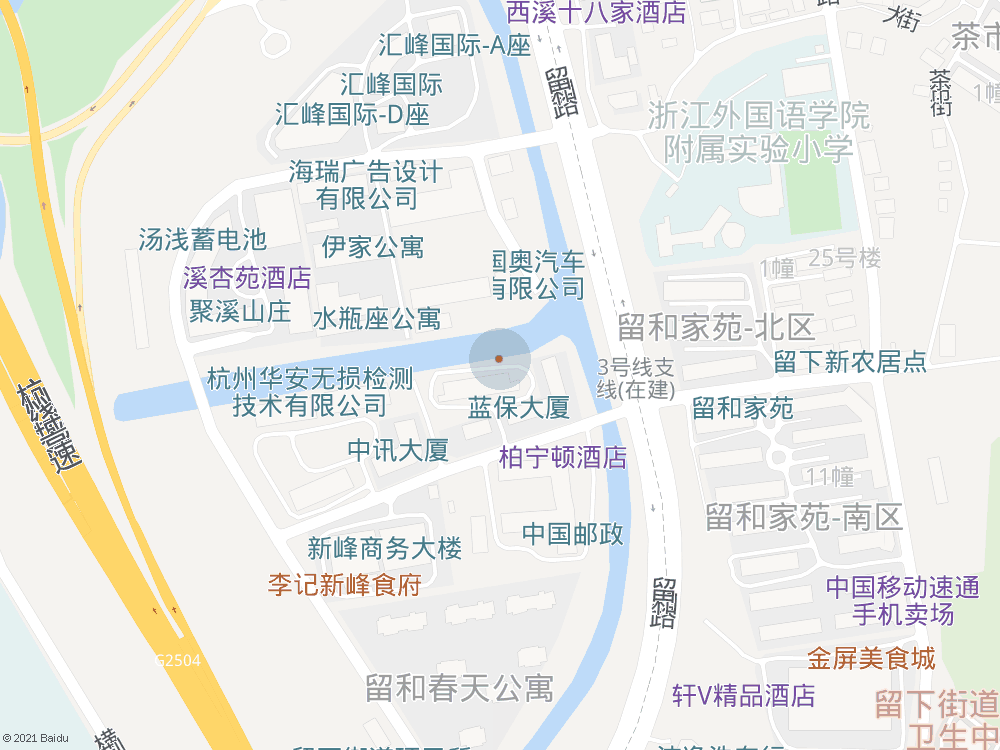 西溪十八家酒店
大街
茶市
汇峰国际-A座
汇峰国际
汇峰国际-D座
留和路
茶市街
1幢
浙江外国语学院
附属实验小学
海瑞广告设计
有限公司
汤浅蓄电池
伊家公寓
国奥汽车
有限公司
1幢
25号楼
溪杏苑酒店
聚溪山庄
水瓶座公寓
留和家苑-北区
3号线支
线(在建)
留下新农居点
杭州华安无损检测
技术有限公司
蓝保大厦
留和家苑
杭绕高速
中讯大厦
柏宁顿酒店
11幢
留和家苑-南区
中国邮政
新峰商务大楼
李记新峰食府
留和路
中国移动速通
手机卖场
G2504
金屏美食城
留和春天公寓
轩V精品酒店
留下街道
卫生中
© 2021 Baidu
横